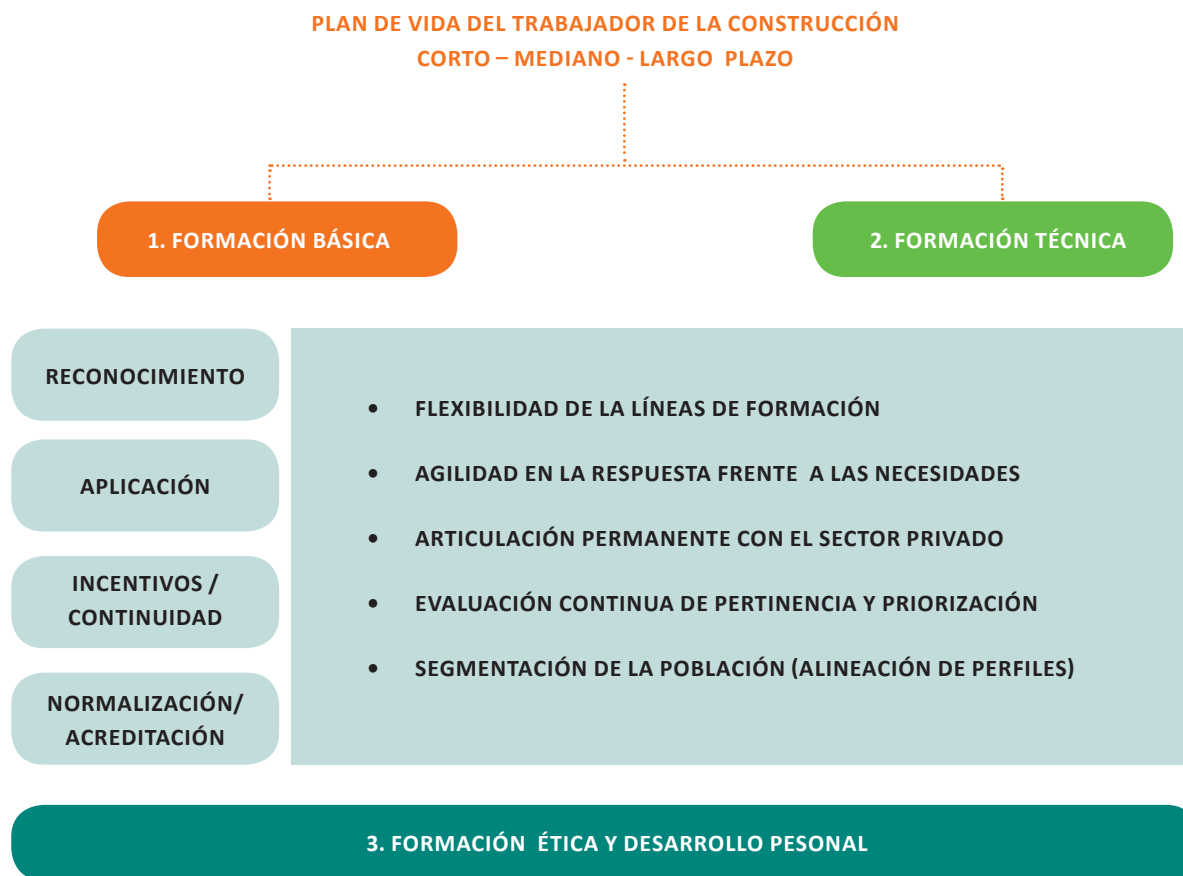 PLAN DE VIDA DEL TRABAJADOR DE LA CONSTRUCCIÓN
CORTO – MEDIANO - LARGO PLAZO
1. FORMACIÓN BÁSICA
2. FORMACIÓN TÉCNICA
RECONOCIMIENTO
APLICACIÓN
INCENTIVOS /
CONTINUIDAD
NORMALIZACIÓN/
ACREDITACIÓN
• FLEXIBILIDAD DE LA LÍNEAS DE FORMACIÓN
• AGILIDAD EN LA RESPUESTA FRENTE A LAS NECESIDADES
• ARTICULACIÓN PERMANENTE CON EL SECTOR PRIVADO
• EVALUACIÓN CONTINUA DE PERTINENCIA Y PRIORIZACIÓN
• SEGMENTACIÓN DE LA POBLACIÓN (ALINEACIÓN DE PERFILES)
3. FORMACIÓN ÉTICA Y DESARROLLO PESONAL